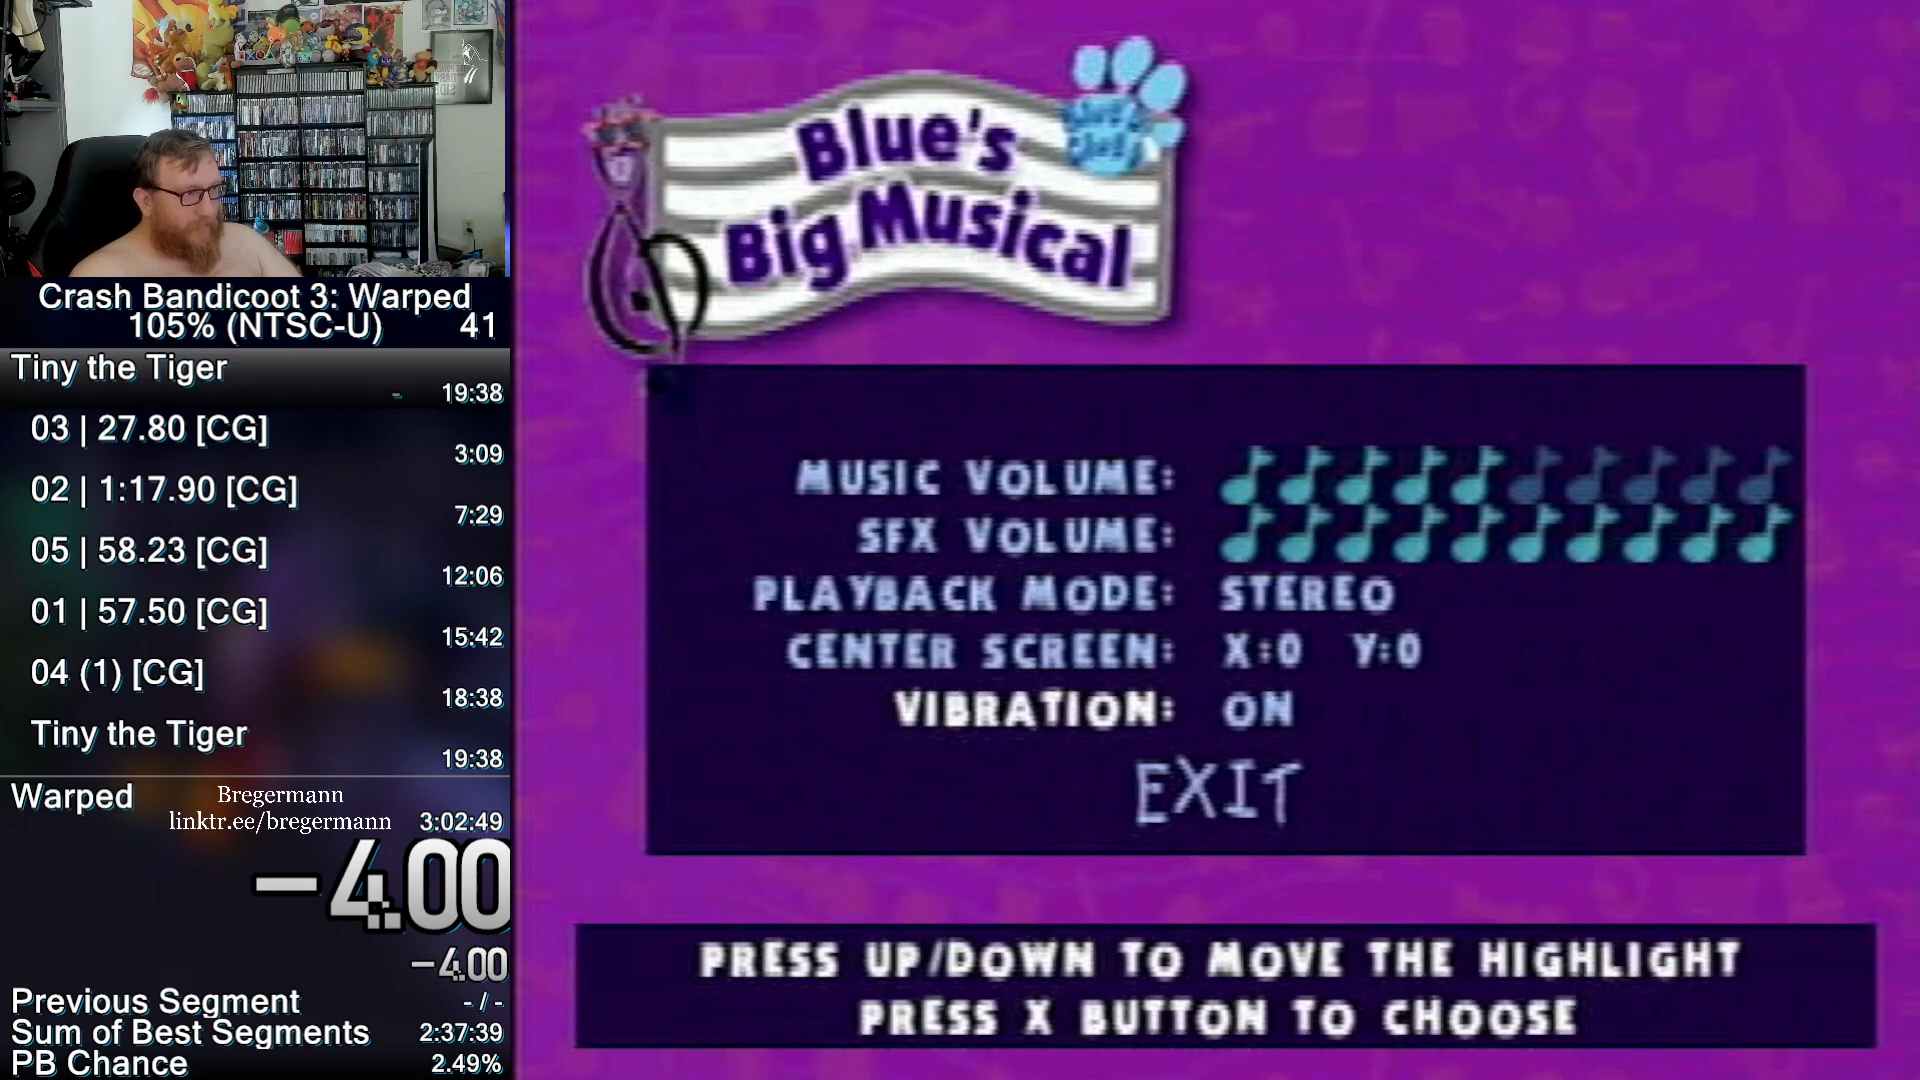 Crash Bandicoot 3: Warped
105% (NTSC-U) 41
Tiny the Tiger
- 19:38
03 | 27.80 [CG]
3:09
02 | 1:17.90 [CG]
7:29
05 | 58.23 [CG]
12:06
01 | 57.50 [CG]
15:42
04 (1) [CG]
18:38
Tiny the Tiger
19:38
Warped
Bregermann
linktr.ee/bregermann
3:02:49
-4.00
-4.00
Previous Segment - / -
Sum of Best Segments 2:37:39
PB Chance 2.49%
Blue's
Big Musical
MUSIC VOLUME:
SFX VOLUME:
PLAYBACK MODE: STEREO
CENTER SCREEN: X:0 Y:0
VIBRATION: ON
EXIT
PRESS UP/DOWN TO MOVE THE HIGHLIGHT
PRESS X BUTTON TO CHOOSE